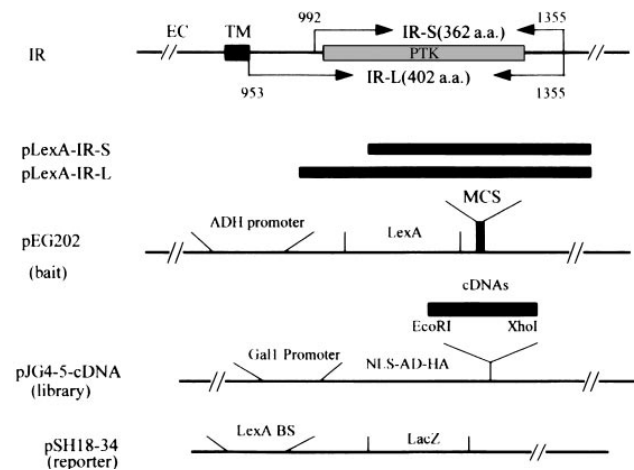 992
1355
EC
TM
IR-S(362 a.a.)
IR
PTK
IR-L(402 a.a.)
953
1355
pLexA-IR-S
pLexA-IR-L
MCS
ADH promoter
LexA
pEG202
(bait)
cDNAs
EcoRI
XhoI
Gal1 Promoter
NLS-AD-HA
pJG4-5-cDNA
(library)
LexA BS
LacZ
pSH18-34
(reporter)